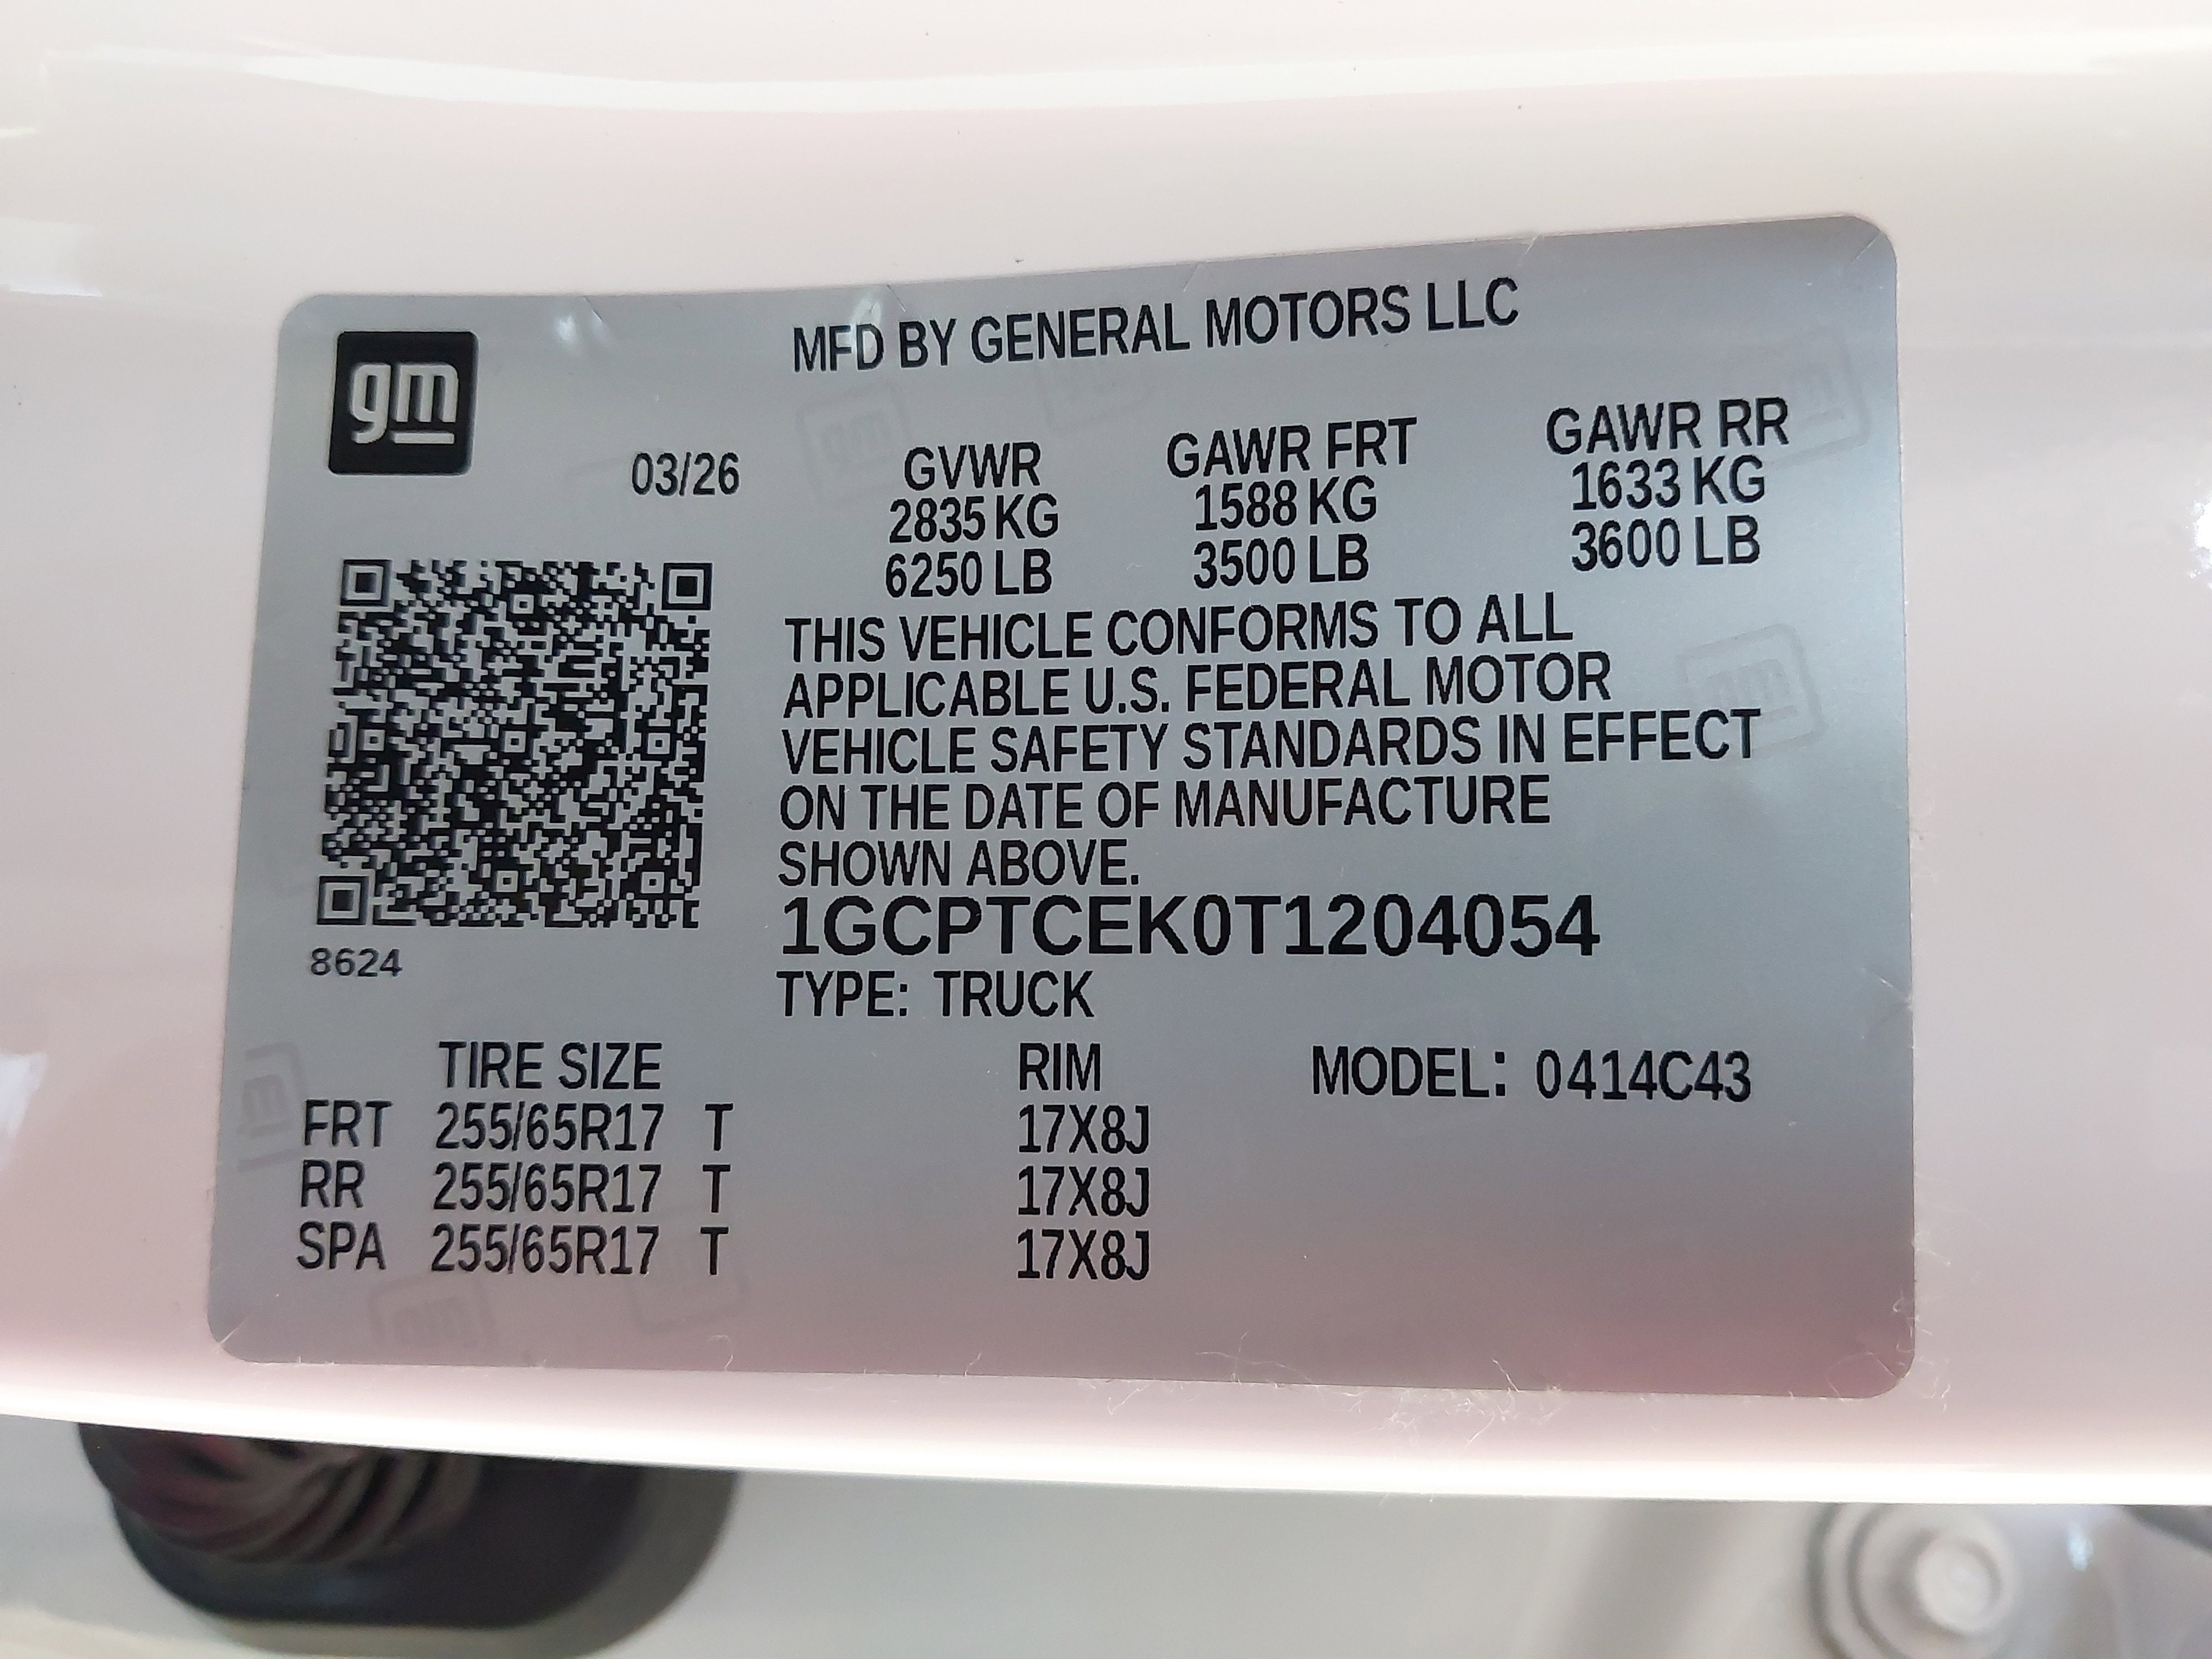 gm
MFD BY GENERAL MOTORS LLC
03/26
GVWR GAWR FRT GAWR RR
2835 KG 1588 KG 1633 KG
6250 LB 3500 LB 3600 LB
THIS VEHICLE CONFORMS TO ALL
APPLICABLE U.S. FEDERAL MOTOR
VEHICLE SAFETY STANDARDS IN EFFECT
ON THE DATE OF MANUFACTURE
SHOWN ABOVE.
1GCPTCEK0T1204054
8624
TYPE: TRUCK
TIRE SIZE RIM MODEL: 0414C43
FRT 255/65R17 T 17X8J
RR 255/65R17 T 17X8J
SPA 255/65R17 T 17X8J